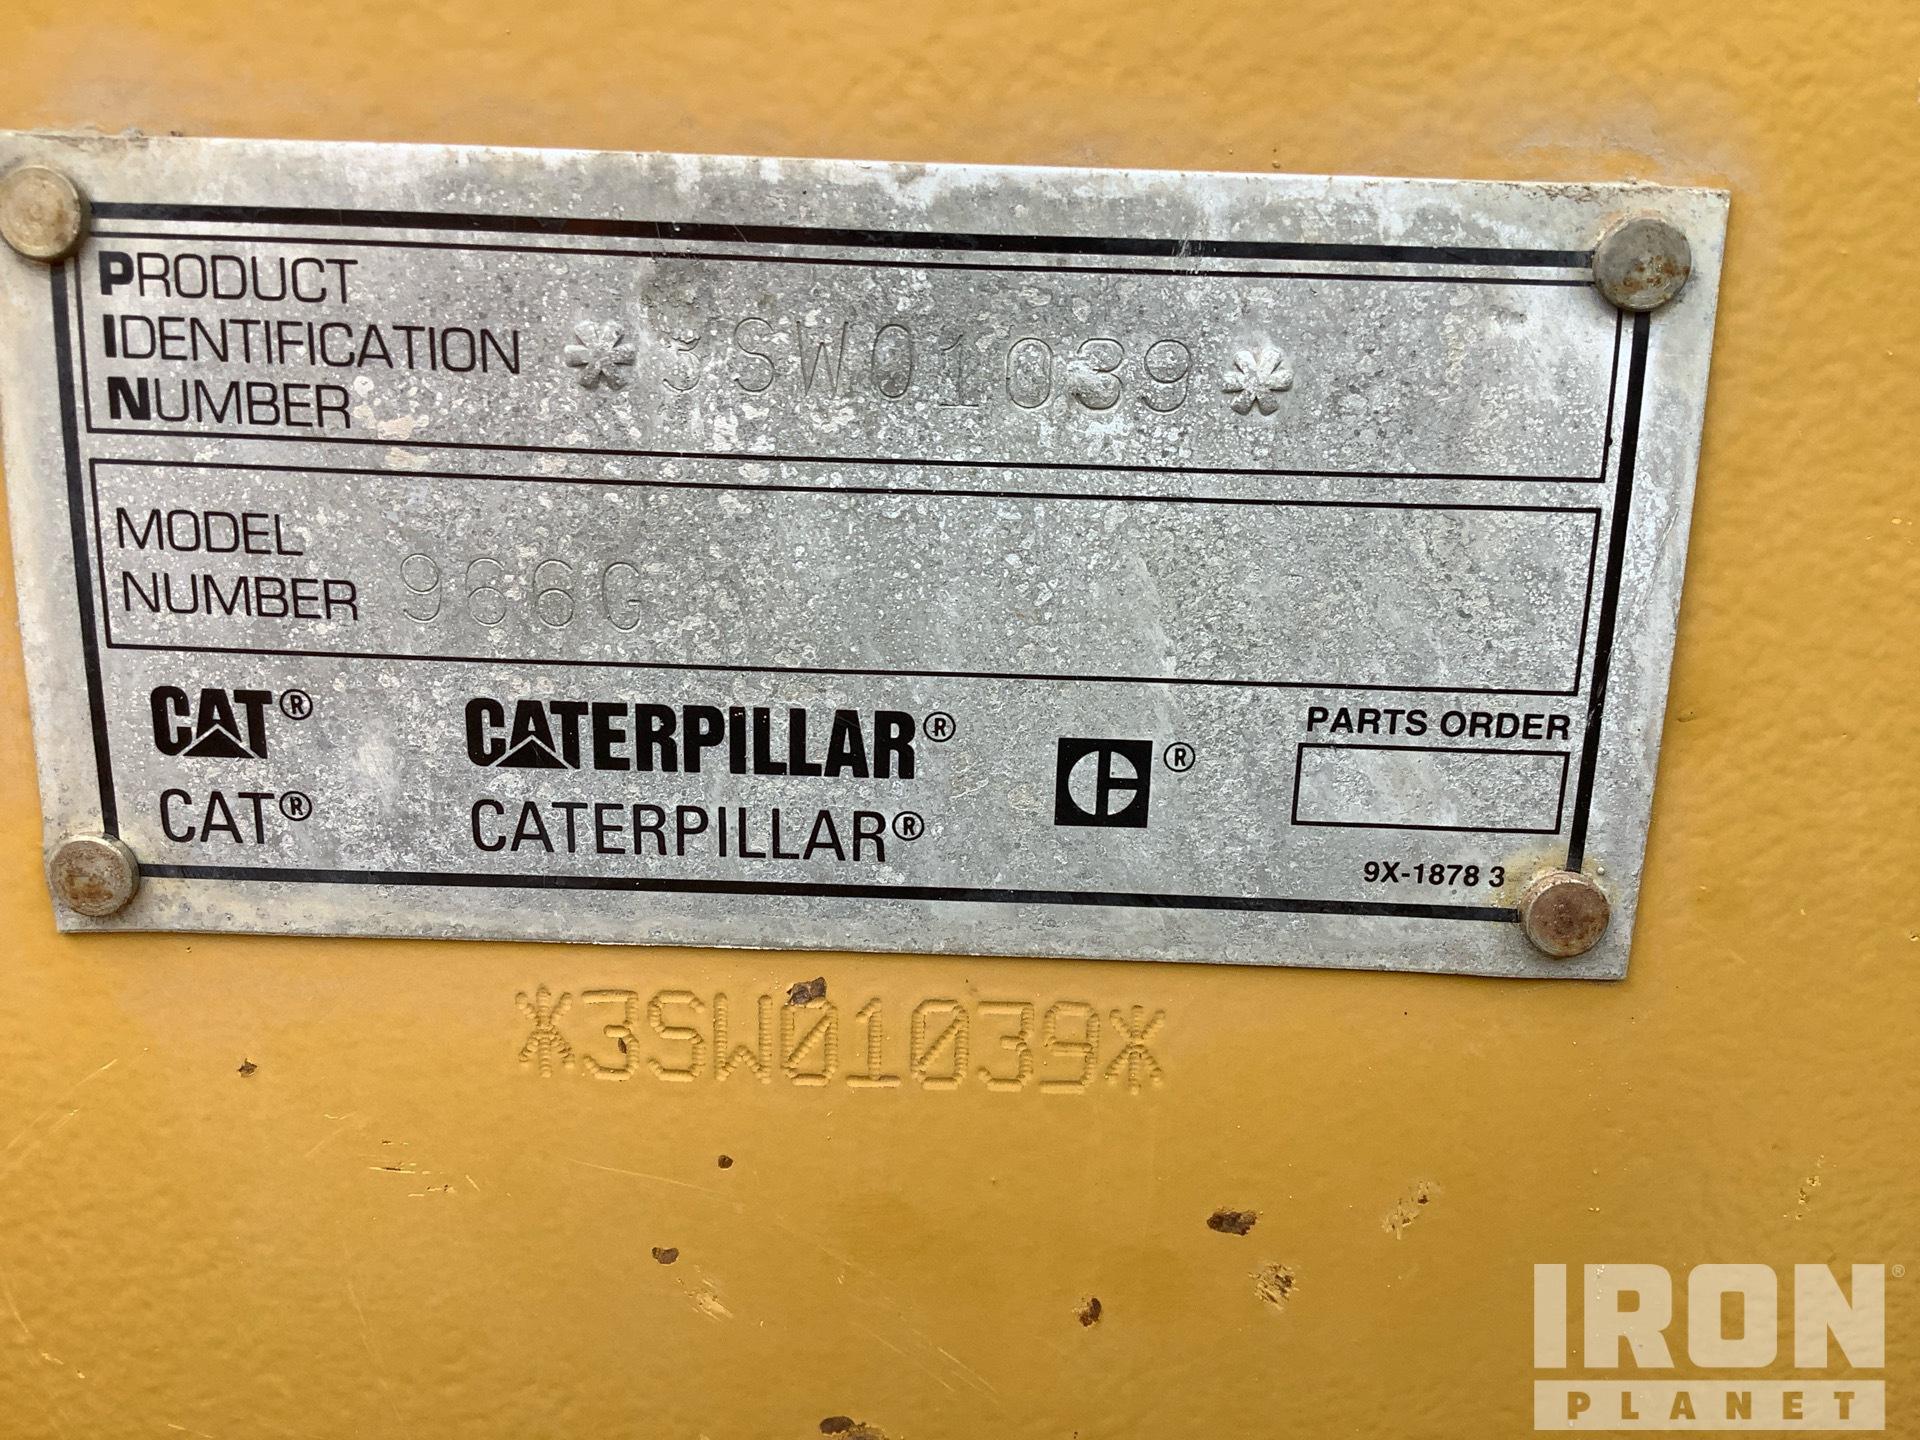 PRODUCT
IDENTIFICATION *3SW01039*
NUMBER
MODEL
NUMBER 966G
CAT® CATERPILLAR® ® PARTS ORDER
CAT® CATERPILLAR®
9X-1878 3
*3SW01039*
IRON®
PLANET